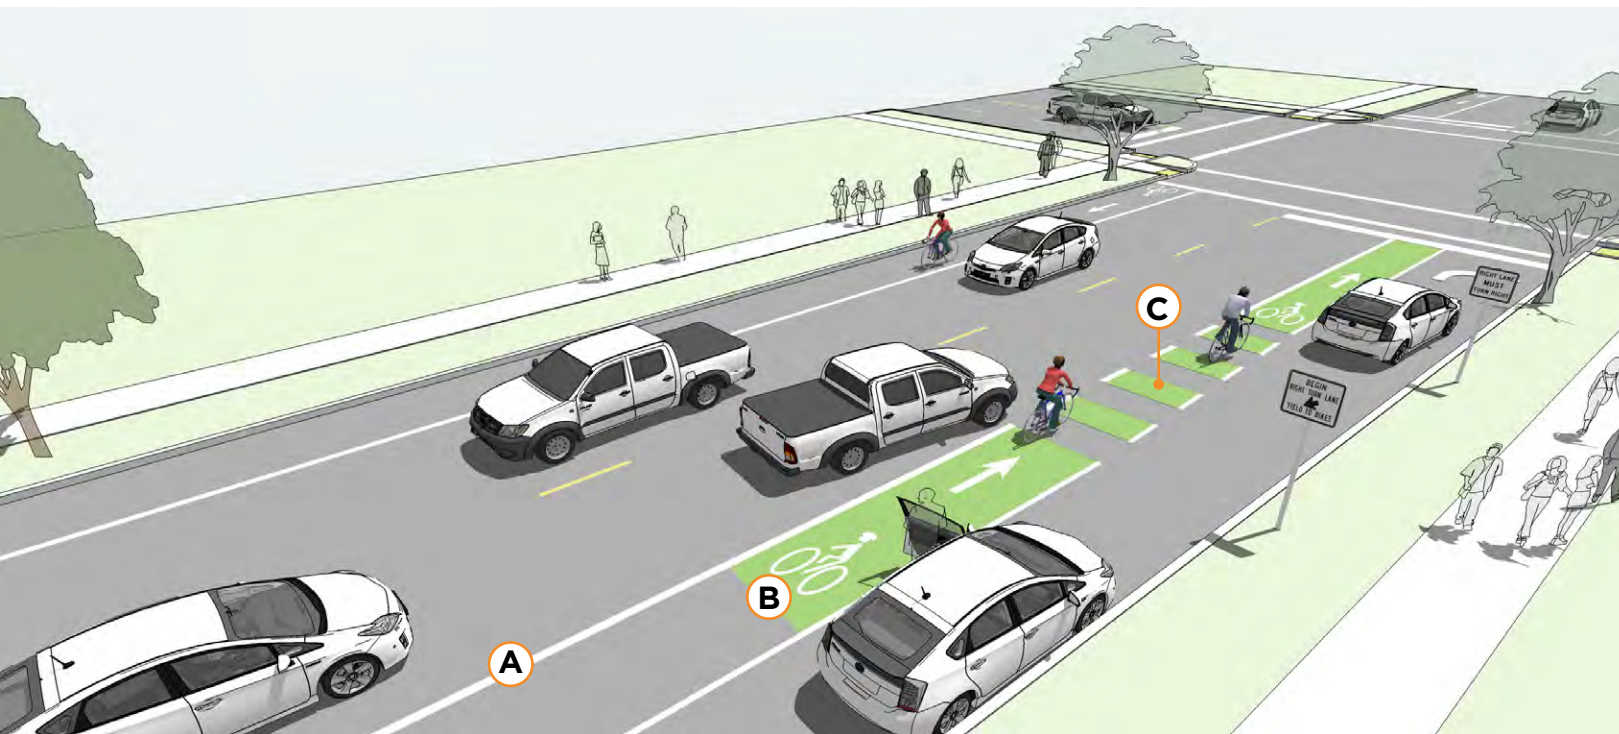 RIGHT LANE
MUST
TURN RIGHT
C
BEGIN
RIGHT TURN LANE
YIELD TO BIKES
B
A